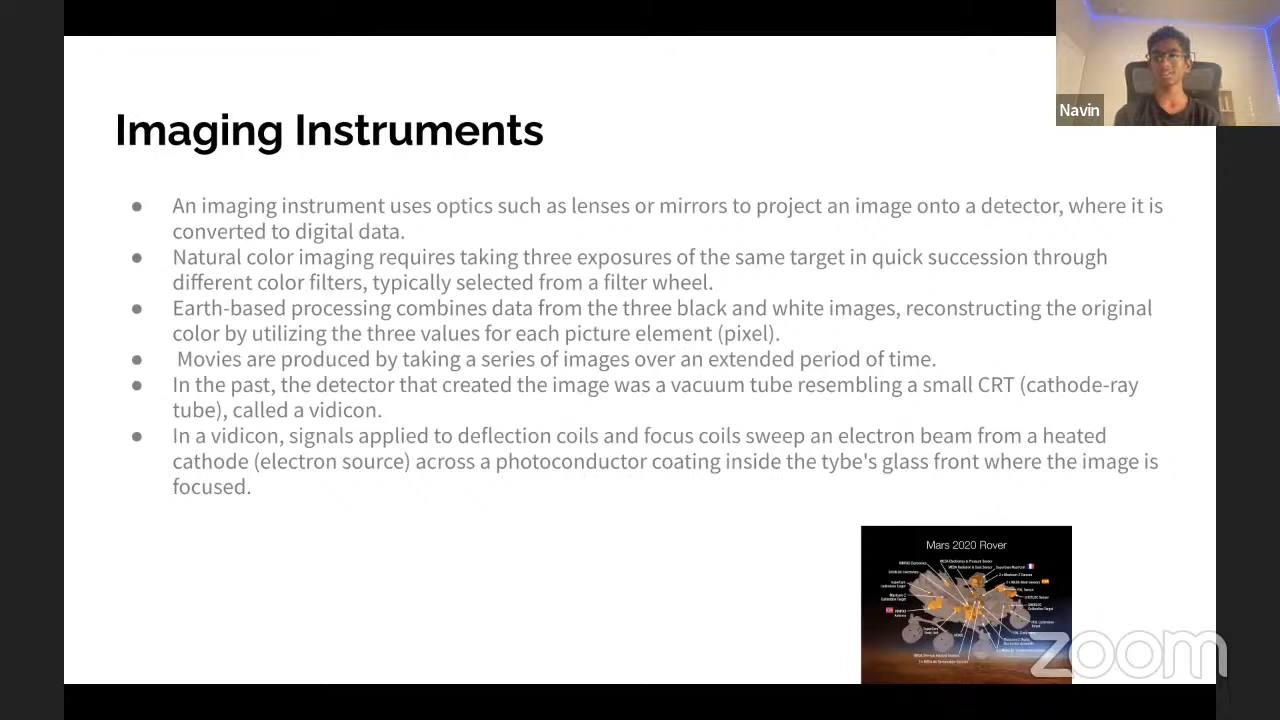 Imaging Instruments
Navin
● An imaging instrument uses optics such as lenses or mirrors to project an image onto a detector, where it is
converted to digital data.
● Natural color imaging requires taking three exposures of the same target in quick succession through
different color filters, typically selected from a filter wheel.
● Earth-based processing combines data from the three black and white images, reconstructing the original
color by utilizing the three values for each picture element (pixel).
● Movies are produced by taking a series of images over an extended period of time.
● In the past, the detector that created the image was a vacuum tube resembling a small CRT (cathode-ray
tube), called a vidicon.
● In a vidicon, signals applied to deflection coils and focus coils sweep an electron beam from a heated
cathode (electron source) across a photoconductor coating inside the tybe's glass front where the image is
focused.
Mars 2020 Rover
zoom